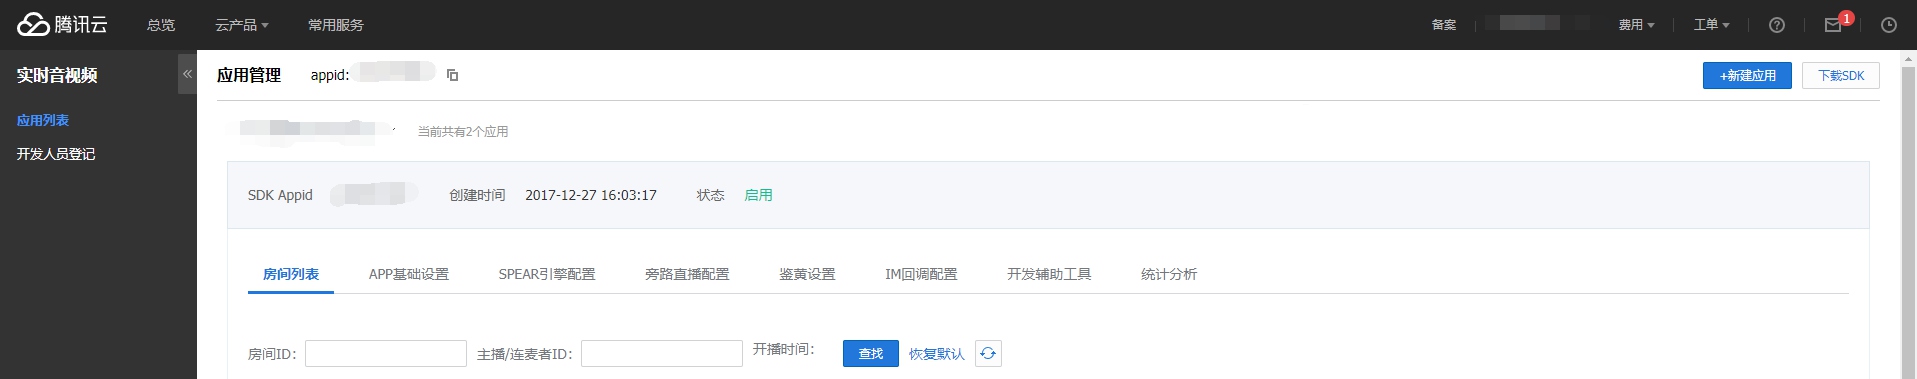 腾讯云 总览 云产品 常用服务 备案 费用 工单 1
实时音视频 « 应用管理 appid: +新建应用 下载SDK
应用列表
当前共有2个应用
开发人员登记
SDK Appid 创建时间 2017-12-27 16:03:17 状态 启用
房间列表 APP基础设置 SPEAR引擎配置 旁路直播配置 鉴黄设置 IM回调配置 开发辅助工具 统计分析
房间ID: 主播/连麦者ID: 开播时间: 查找 恢复默认